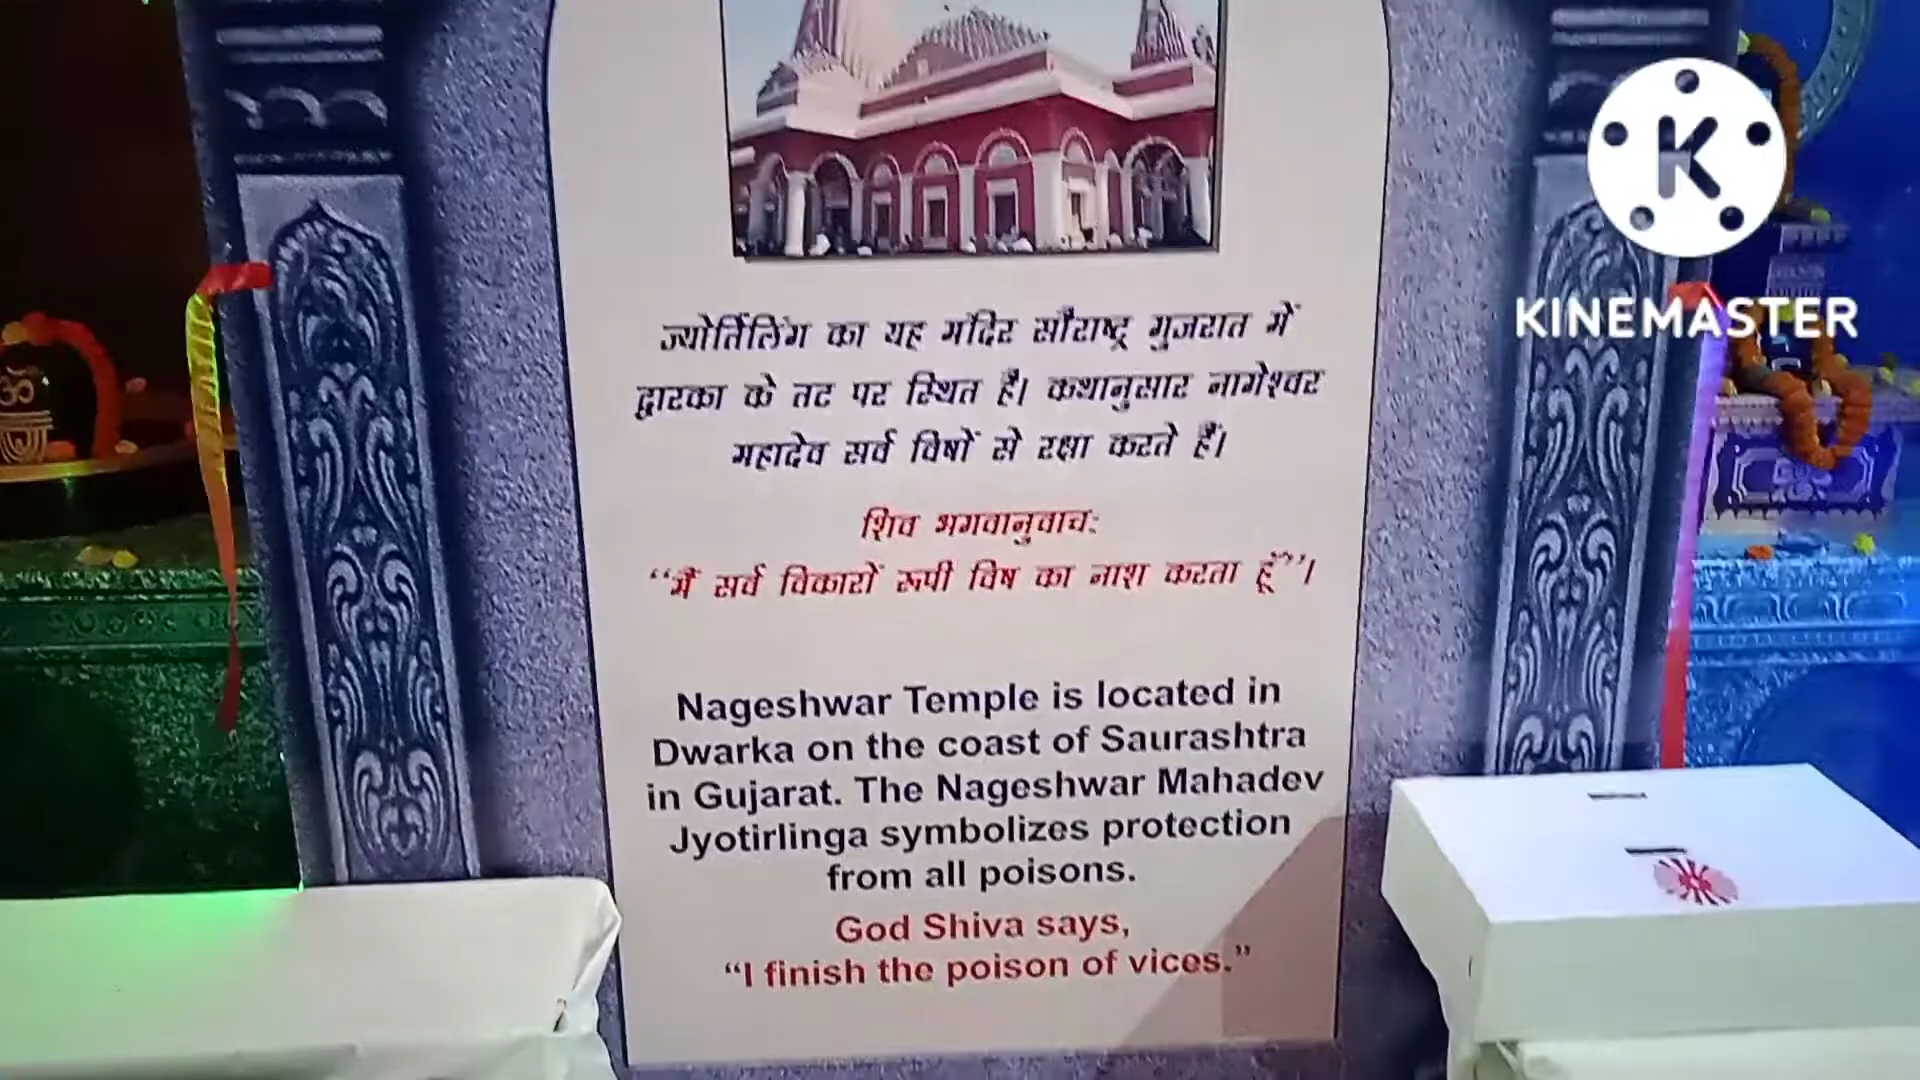 ज्योर्तिलिंग का यह मंदिर सौराष्ट्र गुजरात में
द्वारका के तट पर स्थित है। कथानुसार नागेश्वर
महादेव सर्व विषों से रक्षा करते हैं।
शिव भगवानुवाचः
“मैं सर्व विकारों रूपी विष का नाश करता हूँ”।
Nageshwar Temple is located in
Dwarka on the coast of Saurashtra
in Gujarat. The Nageshwar Mahadev
Jyotirlinga symbolizes protection
from all poisons.
God Shiva says,
“I finish the poison of vices.”
K
KINEMASTER
ॐ